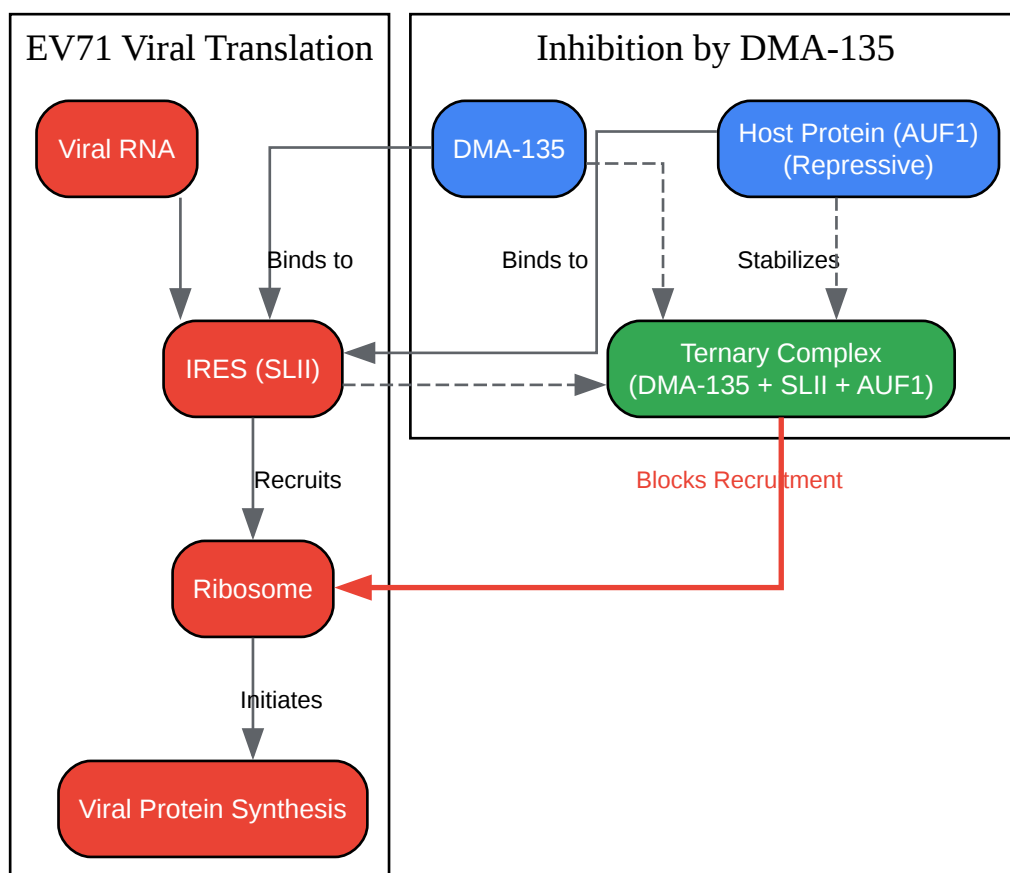 EV71 Viral Translation
Inhibition by DMA-135
Viral RNA
DMA-135
Host Protein (AUF1)
(Repressive)
Binds to
Binds to
Stabilizes
IRES (SLII)
Ternary Complex
(DMA-135 + SLII + AUF1)
Recruits
Blocks Recruitment
Ribosome
Initiates
Viral Protein Synthesis